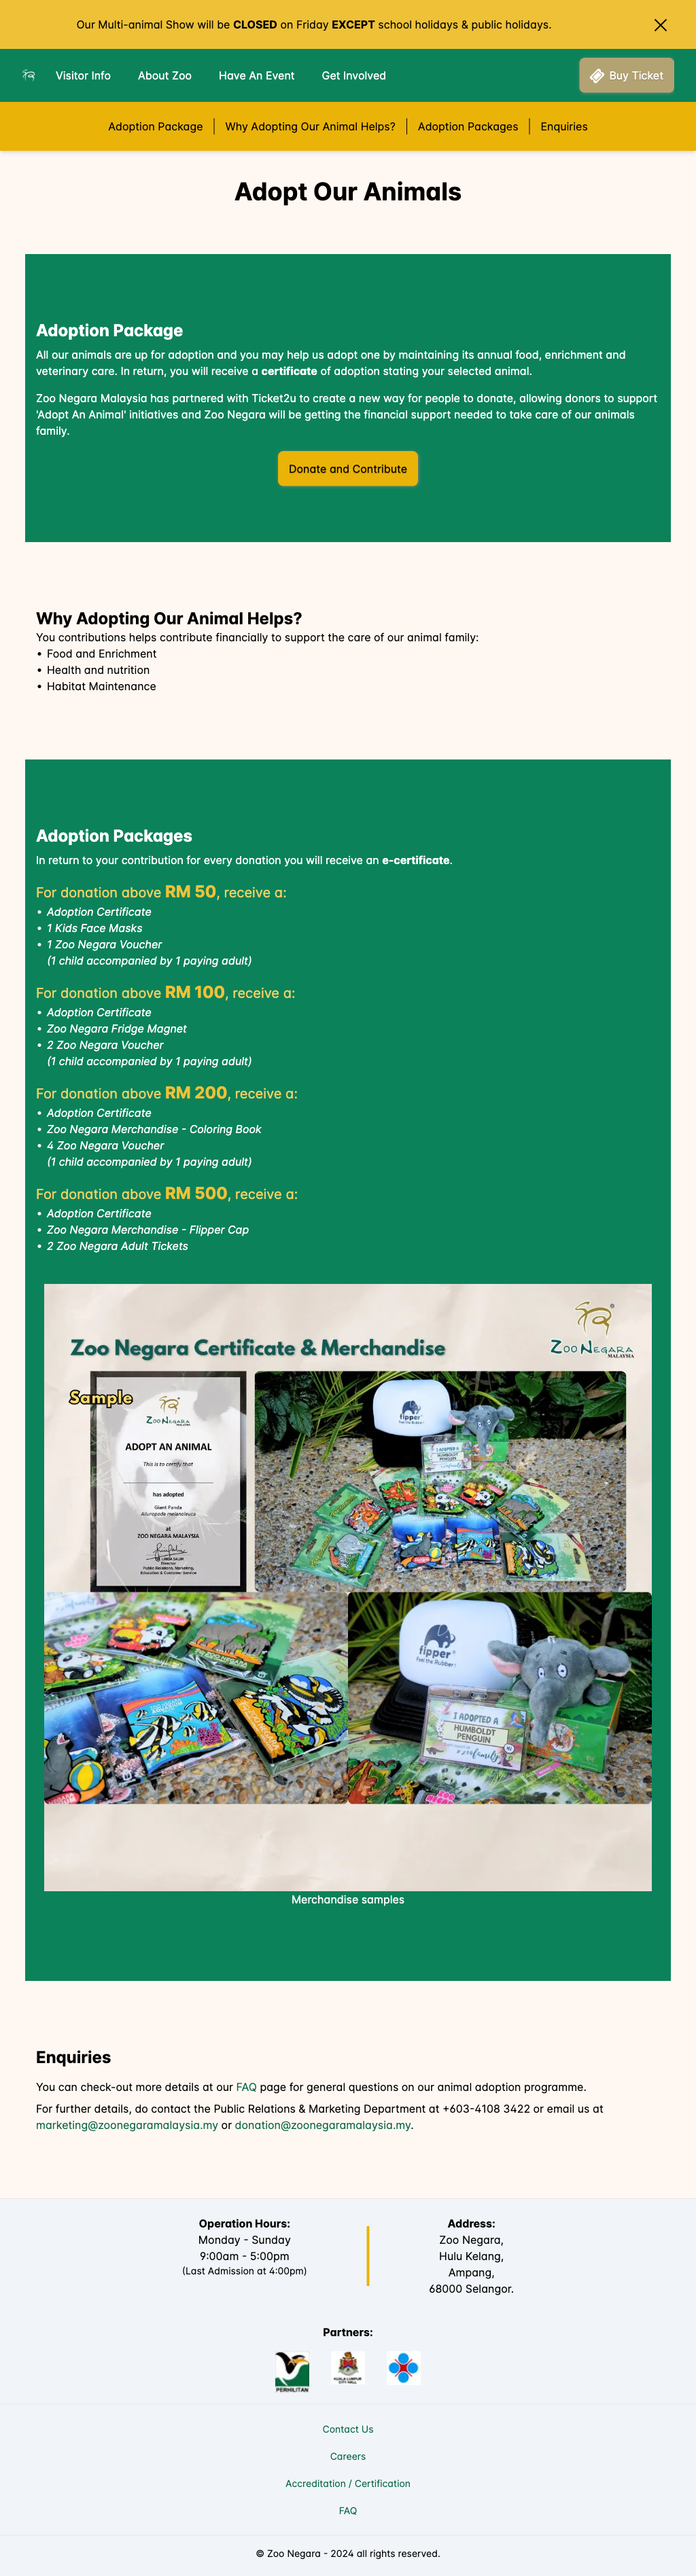 Our Multi-animal Show will be CLOSED on Friday EXCEPT school holidays & public holidays.
Visitor Info
About Zoo
Have An Event
Get Involved
Buy Ticket
Adoption Package
Why Adopting Our Animal Helps?
Adoption Packages
Enquiries
Adopt Our Animals
Adoption Package
All our animals are up for adoption and you may help us adopt one by maintaining its annual food, enrichment and
veterinary care. In return, you will receive a certificate of adoption stating your selected animal.
Zoo Negara Malaysia has partnered with Ticket2u to create a new way for people to donate, allowing donors to support
'Adopt An Animal' initiatives and Zoo Negara will be getting the financial support needed to take care of our animals
family.
Donate and Contribute
Why Adopting Our Animal Helps?
You contributions helps contribute financially to support the care of our animal family:
• Food and Enrichment
• Health and nutrition
• Habitat Maintenance
Adoption Packages
In return to your contribution for every donation you will receive an e-certificate.
For donation above RM 50, receive a:
• Adoption Certificate
• 1 Kids Face Masks
• 1 Zoo Negara Voucher
(1 child accompanied by 1 paying adult)
For donation above RM 100, receive a:
• Adoption Certificate
• Zoo Negara Fridge Magnet
• 2 Zoo Negara Voucher
(1 child accompanied by 1 paying adult)
For donation above RM 200, receive a:
• Adoption Certificate
• Zoo Negara Merchandise - Coloring Book
• 4 Zoo Negara Voucher
(1 child accompanied by 1 paying adult)
For donation above RM 500, receive a:
• Adoption Certificate
• Zoo Negara Merchandise - Flipper Cap
• 2 Zoo Negara Adult Tickets
Zoo Negara Certificate & Merchandise
ZOO NEGARA
MALAYSIA
Sample
ZOO NEGARA
ADOPT AN ANIMAL
This is to certify that
has adopted
Giant Panda
Ailuropoda melanoleuca
at
ZOO NEGARA MALAYSIA
Director
Public Relations, Marketing,
Education & Customer Service
fipper
I ADOPTED A
HUMBOLDT
PENGUIN
fipper
Feel the Rubber!
I ADOPTED A
HUMBOLDT
PENGUIN
Merchandise samples
Enquiries
You can check-out more details at our FAQ page for general questions on our animal adoption programme.
For further details, do contact the Public Relations & Marketing Department at +603-4108 3422 or email us at
marketing@zoonegaramalaysia.my or donation@zoonegaramalaysia.my.
Operation Hours:
Monday - Sunday
9:00am - 5:00pm
(Last Admission at 4:00pm)
Address:
Zoo Negara,
Hulu Kelang,
Ampang,
68000 Selangor.
Partners:
PERHILITAN
KUALA LUMPUR
CITY HALL
Contact Us
Careers
Accreditation / Certification
FAQ
© Zoo Negara - 2024 all rights reserved.